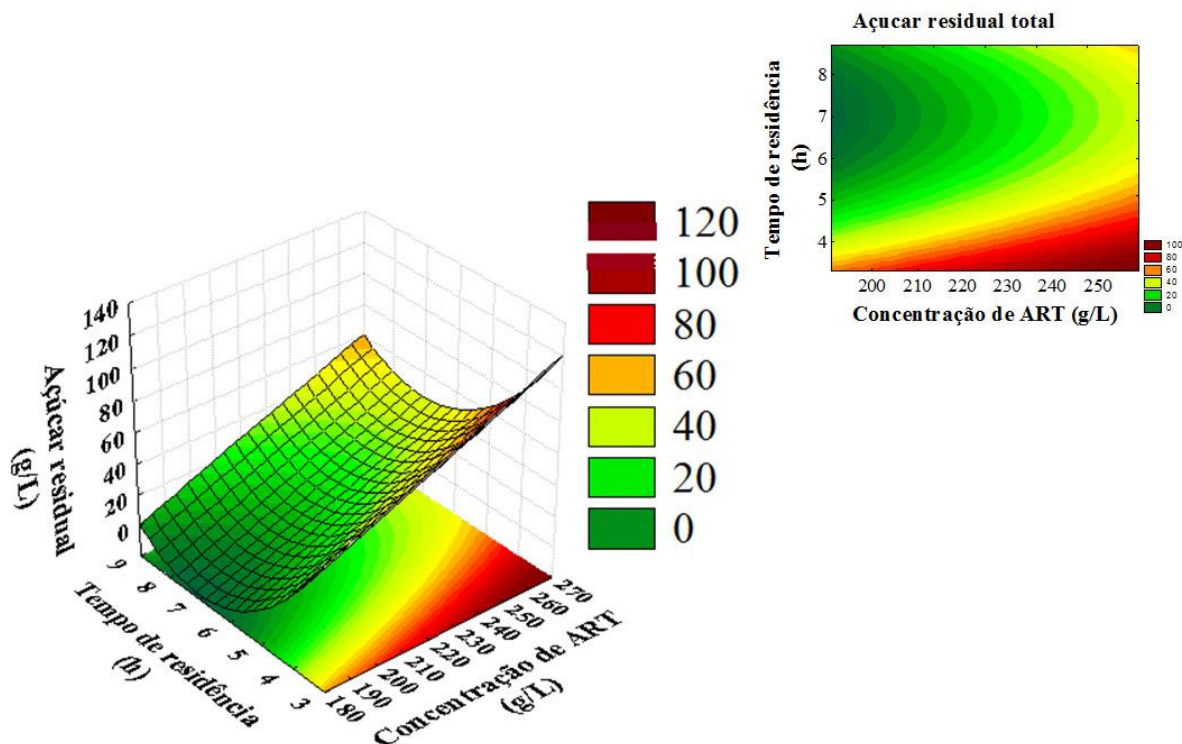 Açucar residual total
Tempo de residência
(h)
8
7
6
5
4
200 210 220 230 240 250
Concentração de ART (g/L)
100
80
60
40
20
0
120
100
80
60
40
20
0
Açúcar residual
(g/L)
140
120
100
80
60
40
20
0
9 8 7 6 5 4 3
Tempo de residência
(h)
180 190 200 210 220 230 240 250 260 270
Concentração de ART
(g/L)